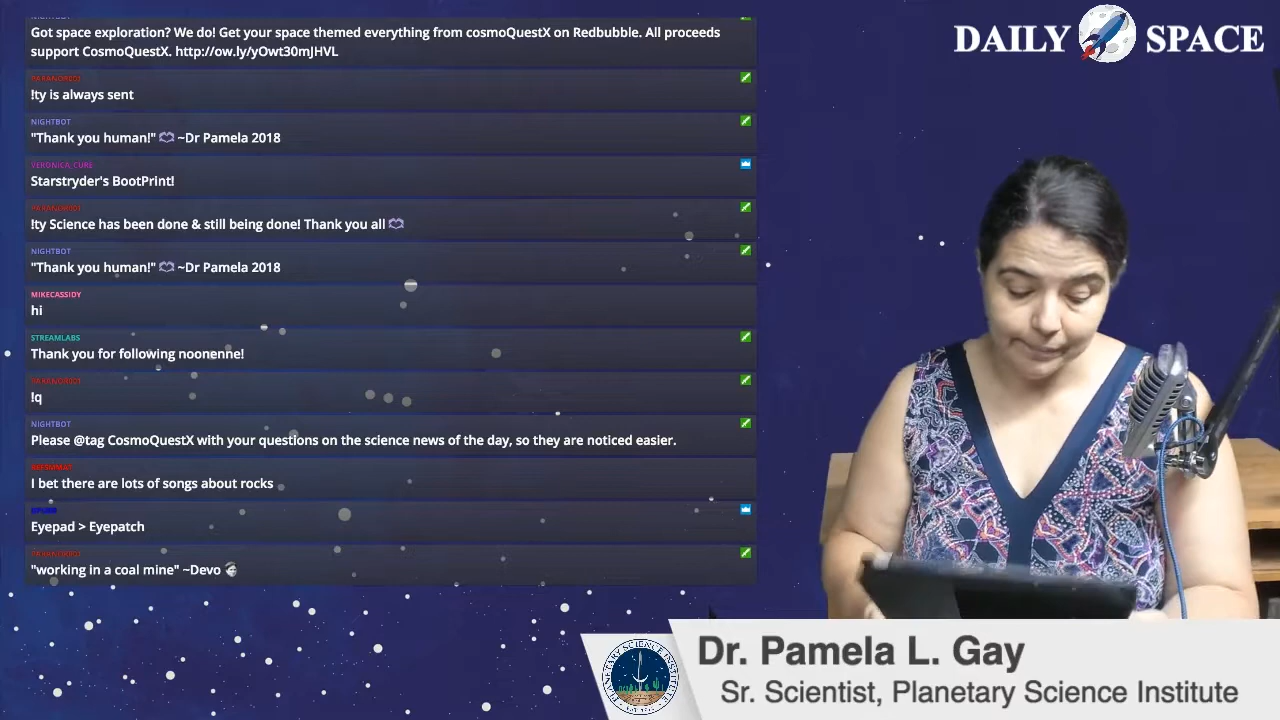 NIGHTBOT
Got space exploration? We do! Get your space themed everything from cosmoQuestX on Redbubble. All proceeds
support CosmoQuestX. http://ow.ly/yOwt30mJHVL
!ty is always sent
NIGHTBOT
"Thank you human!" ~Dr Pamela 2018
VERONICA_CURE
Starstryder's BootPrint!
!ty Science has been done & still being done! Thank you all
NIGHTBOT
"Thank you human!" ~Dr Pamela 2018
MIKECASSIDY
hi
STREAMLABS
Thank you for following noonenne!
!q
NIGHTBOT
Please @tag CosmoQuestX with your questions on the science news of the day, so they are noticed easier.
BEESMMAT
I bet there are lots of songs about rocks
Eyepad > Eyepatch
"working in a coal mine" ~Devo
DAILY SPACE
Dr. Pamela L. Gay
Sr. Scientist, Planetary Science Institute